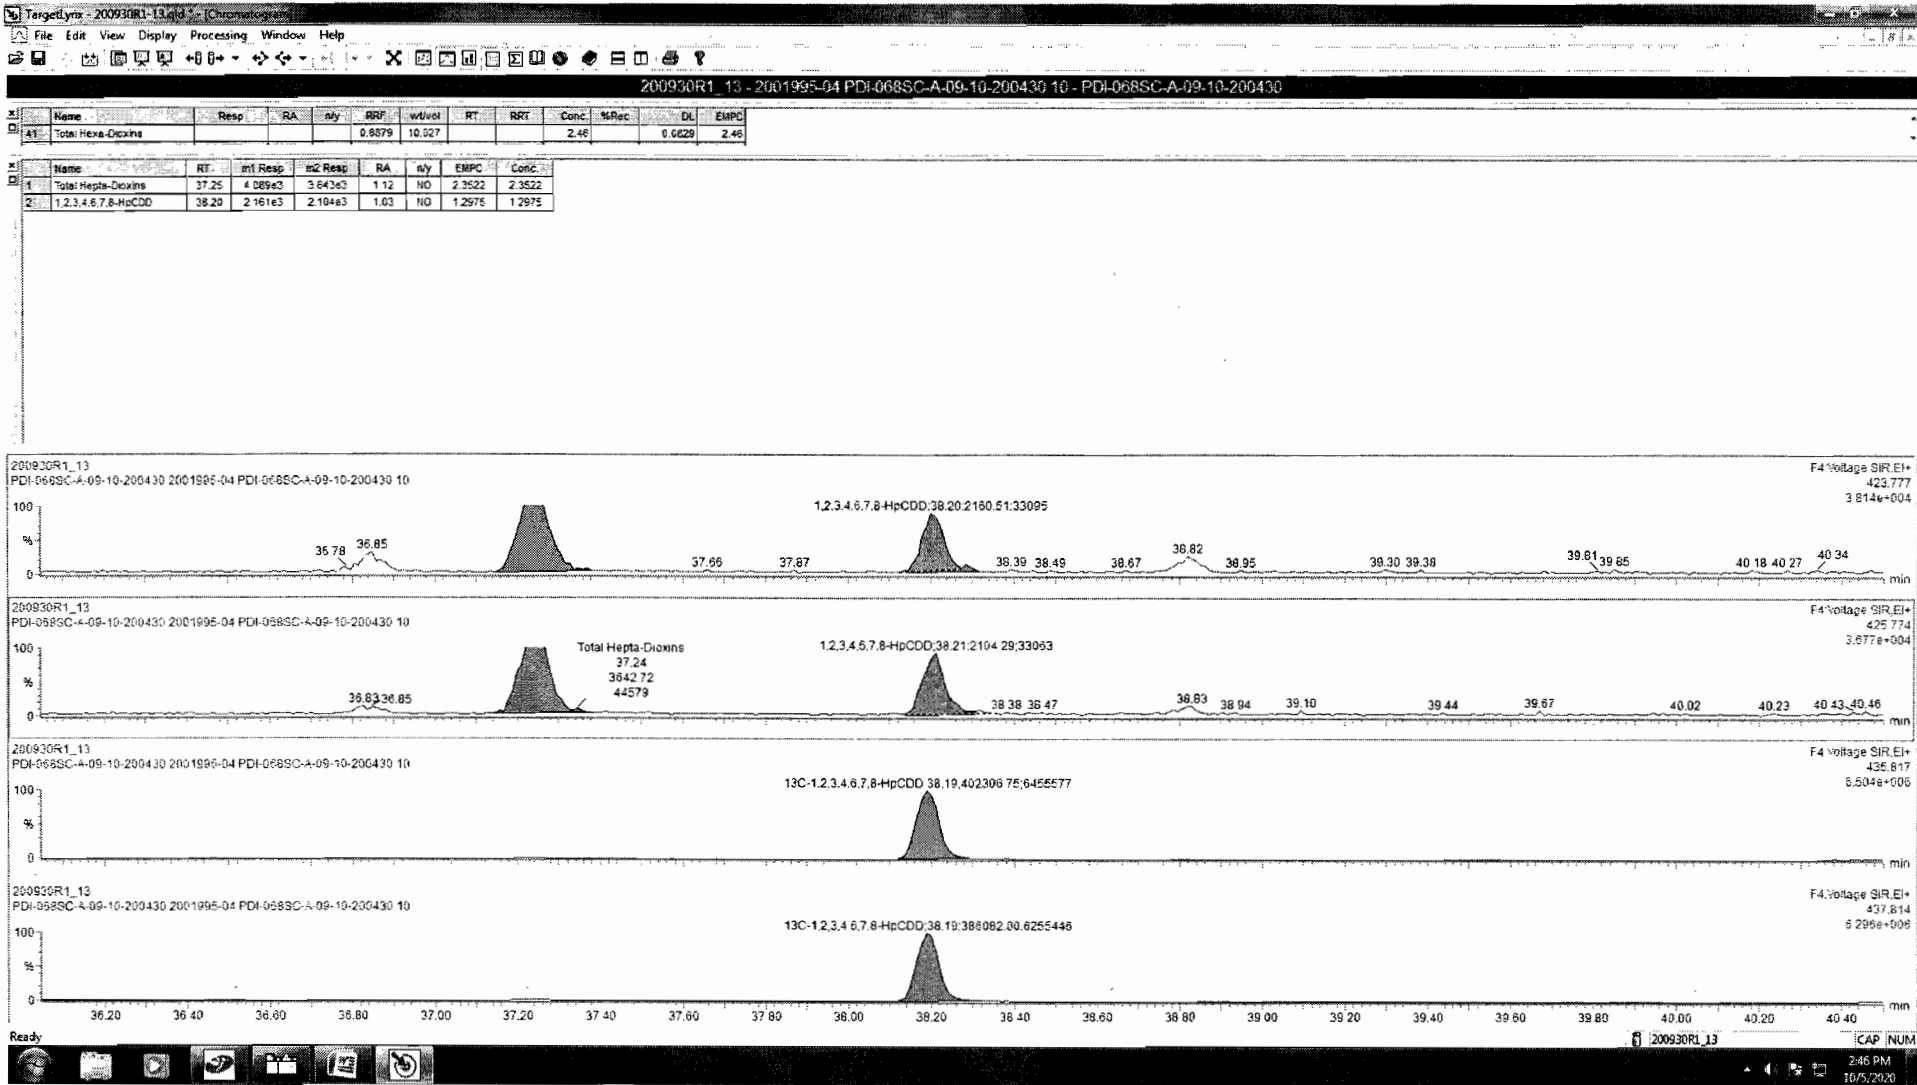 TargetLynx - 200930R1-13.qld * - [Chromatogram]
File Edit View Display Processing Window Help
200930R1_13 - 2001995-04 PDI-068SC-A-09-10-200430 10 - PDI-068SC-A-09-10-200430
Name Resp RA n/y RRF wt/vol RT RRT Conc. %Rec DL EMPC
41 Total Hexa-Dioxins 10.027 2.46 2.46
Name RT m1 Resp m2 Resp RA n/y EMPC Conc.
1 Total Hepta-Dioxins 37.25 4.089e3 3.643e3 1.12 NO 2.3522 2.3522
2 1,2,3,4,6,7,8-HpCDD 38.20 2.161e3 2.104e3 1.03 NO 1.2975 1.2975
200930R1_13
PDI-068SC-A-09-10-200430 2001995-04 PDI-068SC-A-09-10-200430 10
F4:Voltage SIR,EI+
423.777
3.814e+004
100
%
0
1,2,3,4,6,7,8-HpCDD;38.20;2160.51;33095
36.78 36.85 37.66 37.87 38.39 38.49 38.67 38.82 38.95 39.30 39.38 39.81 39.85 40.18 40.27 40.34
min
200930R1_13
PDI-068SC-A-09-10-200430 2001995-04 PDI-068SC-A-09-10-200430 10
F4:Voltage SIR,EI+
425.774
3.677e+004
100
%
0
Total Hepta-Dioxins
37.24
3642.72
44579
1,2,3,4,6,7,8-HpCDD;38.21;2104.29;33063
36.83 36.85 38.38 38.47 38.83 38.94 39.10 39.44 39.67 40.02 40.23 40.43 40.46
min
200930R1_13
PDI-068SC-A-09-10-200430 2001995-04 PDI-068SC-A-09-10-200430 10
F4:Voltage SIR,EI+
435.817
100
%
0
13C-1,2,3,4,6,7,8-HpCDD;38.19;402306.75;6455577
min
200930R1_13
PDI-068SC-A-09-10-200430 2001995-04 PDI-068SC-A-09-10-200430 10
F4:Voltage SIR,EI+
437.814
6.296e+006
100
%
0
13C-1,2,3,4,6,7,8-HpCDD;38.19;386082.00;6255446
min
36.20 36.40 36.60 36.80 37.00 37.20 37.40 37.60 37.80 38.00 38.20 38.40 38.60 38.80 39.00 39.20 39.40 39.60 39.80 40.00 40.20 40.40
Ready
200930R1_13 CAP NUM
2:46 PM
10/5/2020